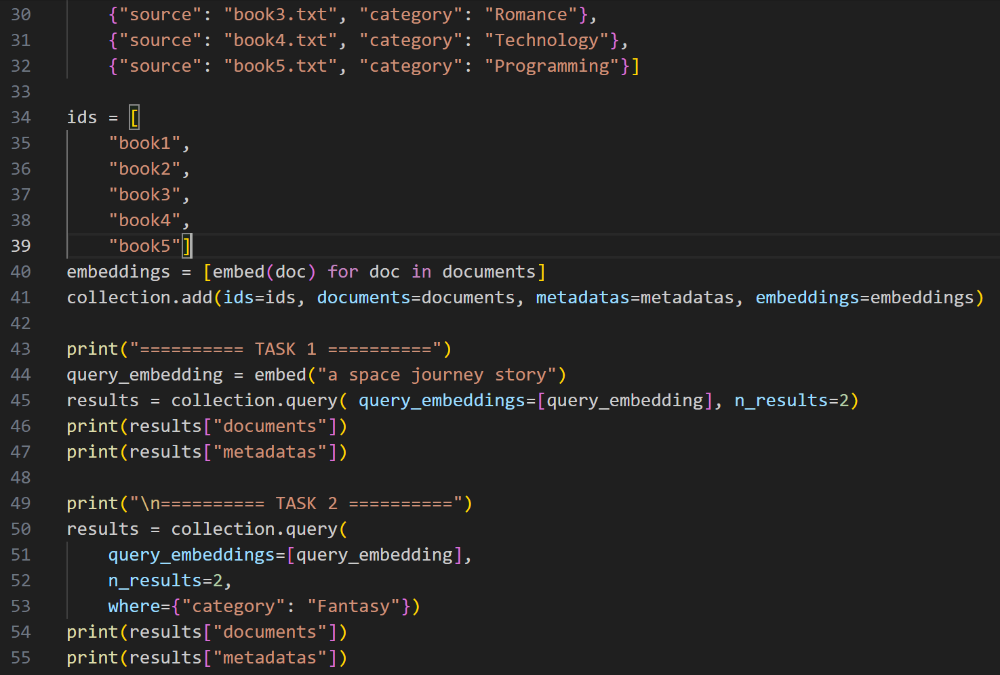 30 {"source": "book3.txt", "category": "Romance"},
31 {"source": "book4.txt", "category": "Technology"},
32 {"source": "book5.txt", "category": "Programming"}]
33
34 ids = [
35 "book1",
36 "book2",
37 "book3",
38 "book4",
39 "book5"]
40 embeddings = [embed(doc) for doc in documents]
41 collection.add(ids=ids, documents=documents, metadatas=metadatas, embeddings=embeddings)
42
43 print("========== TASK 1 ==========")
44 query_embedding = embed("a space journey story")
45 results = collection.query( query_embeddings=[query_embedding], n_results=2)
46 print(results["documents"])
47 print(results["metadatas"])
48
49 print("\n========== TASK 2 ==========")
50 results = collection.query(
51 query_embeddings=[query_embedding],
52 n_results=2,
53 where={"category": "Fantasy"})
54 print(results["documents"])
55 print(results["metadatas"])